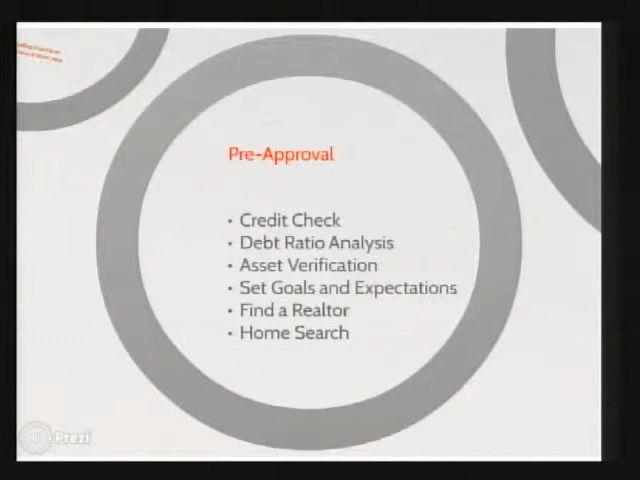 Pre-Approval
• Credit Check
• Debt Ratio Analysis
• Asset Verification
• Set Goals and Expectations
• Find a Realtor
• Home Search
Prezi